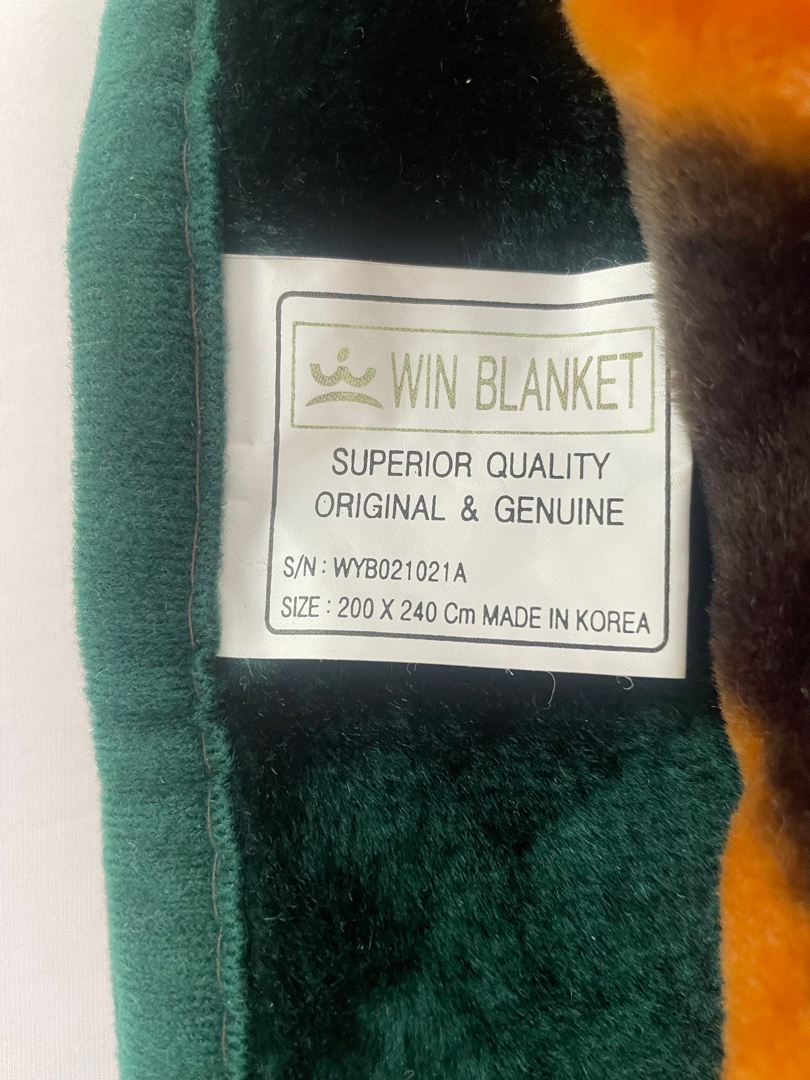 WIN BLANKET
SUPERIOR QUALITY
ORIGINAL & GENUINE
S/N : WYB021021A
SIZE : 200 X 240 Cm MADE IN KOREA